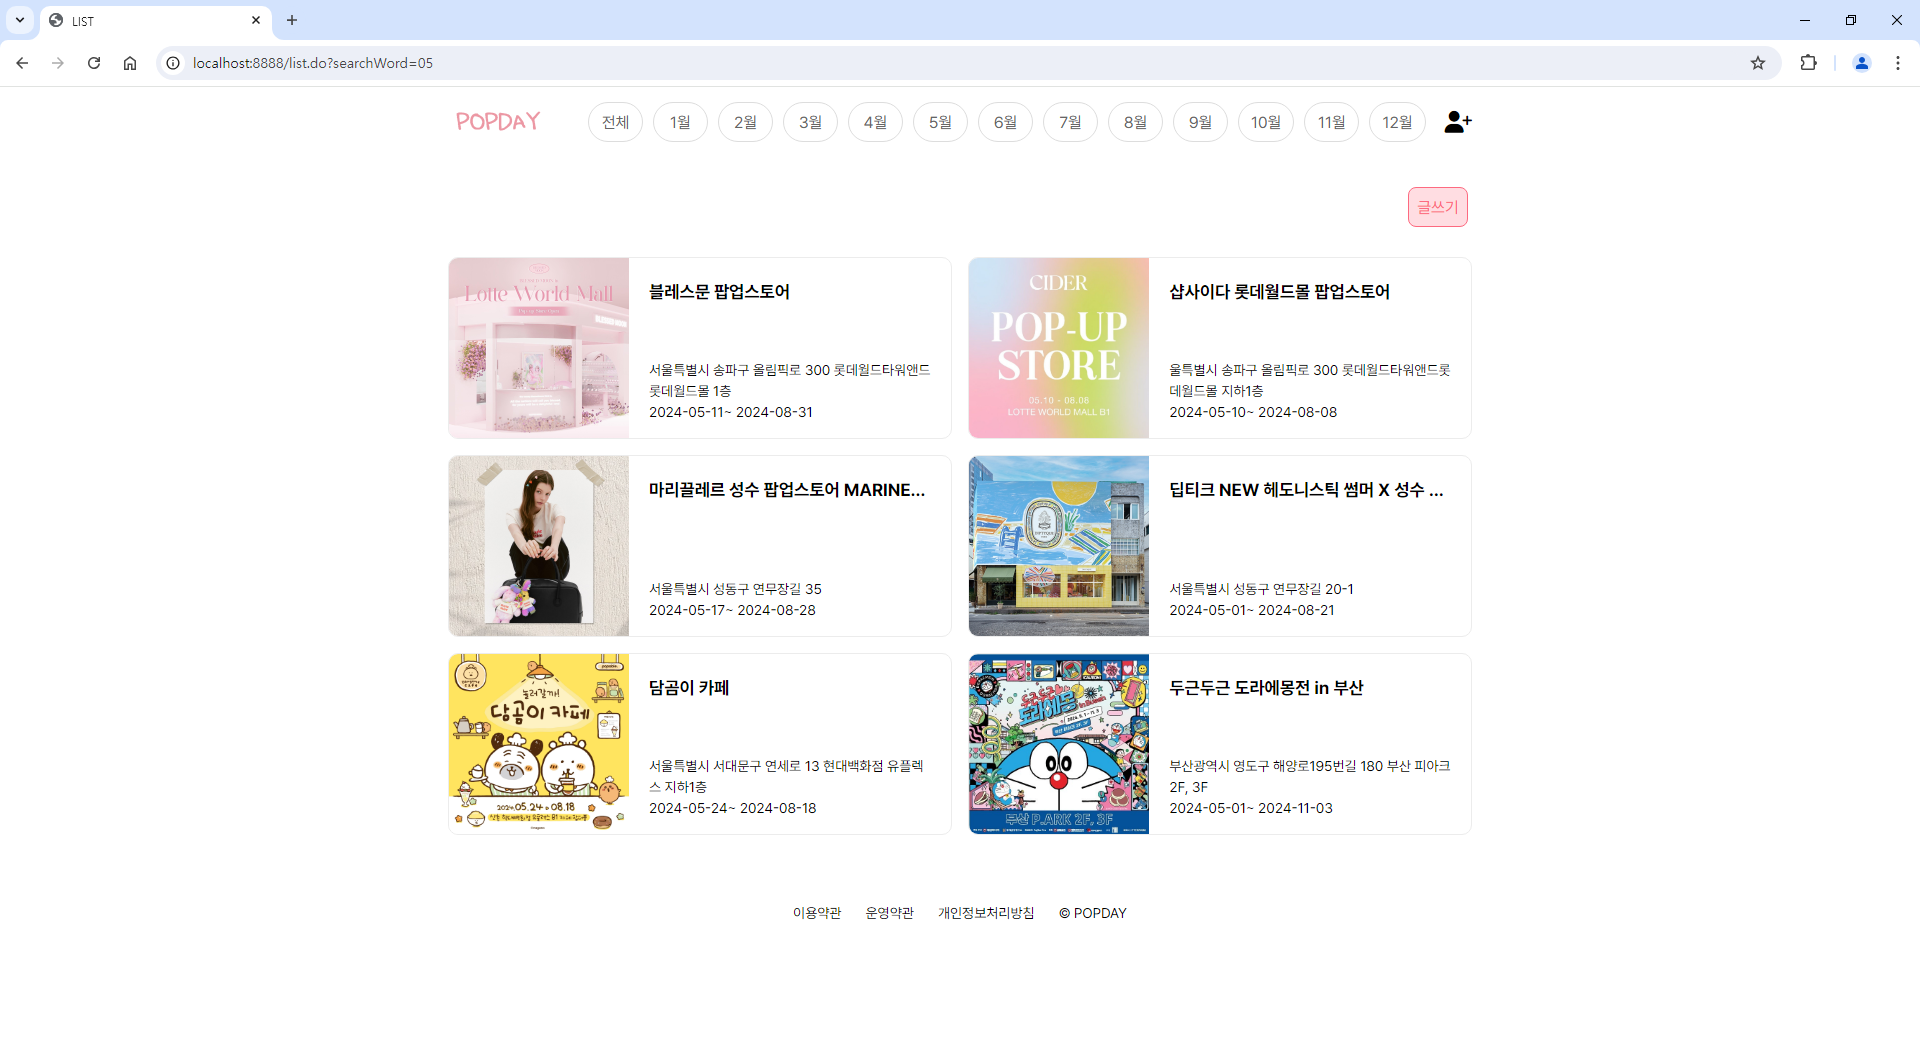 LIST
localhost:8888/list.do?searchWord=05
POPDAY
전체 1월 2월 3월 4월 5월 6월 7월 8월 9월 10월 11월 12월
글쓰기
Lotte World Mall
블레스문 팝업스토어
서울특별시 송파구 올림픽로 300 롯데월드타워앤드
롯데월드몰 1층
2024-05-11~ 2024-08-31
CIDER
POP-UP
STORE
05.10 - 08.08
LOTTE WORLD MALL B1
샵사이다 롯데월드몰 팝업스토어
울특별시 송파구 올림픽로 300 롯데월드타워앤드롯
데월드몰 지하1층
2024-05-10~ 2024-08-08
마리끌레르 성수 팝업스토어 MARINE...
서울특별시 성동구 연무장길 35
2024-05-17~ 2024-08-28
딥티크 NEW 헤도니스틱 썸머 X 성수 ...
서울특별시 성동구 연무장길 20-1
2024-05-01~ 2024-08-21
놀러갈까!
담곰이 카페
2024.05.24 08.18
담곰이 카페
서울특별시 서대문구 연세로 13 현대백화점 유플렉
스 지하1층
2024-05-24~ 2024-08-18
두근두근
도라에몽
부산 P.ARK 2F, 3F
두근두근 도라에몽전 in 부산
부산광역시 영도구 해양로195번길 180 부산 피아크
2F, 3F
2024-05-01~ 2024-11-03
이용약관 운영약관 개인정보처리방침 © POPDAY